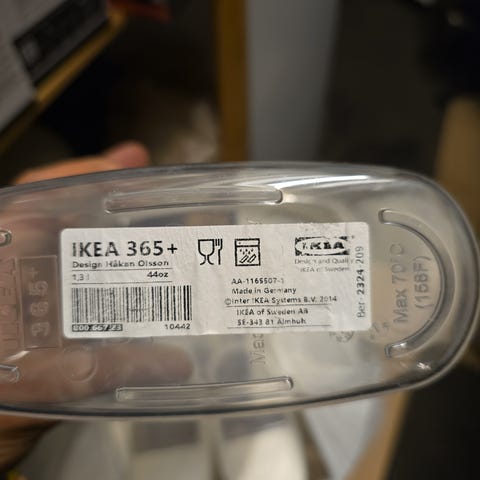 IKEA 365+
Design Håkan Olsson
1,3 l 44oz
800.667.23 10442
AA-1165507-1
Made in Germany
©Inter IKEA Systems B.V. 2014
IKEA of Sweden AB
SE-343 81 Älmhult
IKEA
Design and Quality
IKEA of Sweden
2324 209
Max 70°C
(158F)
365+